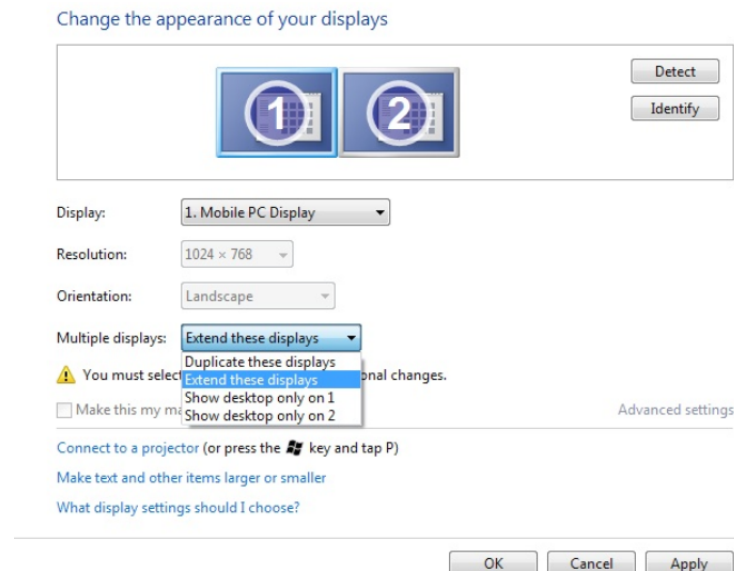 Change the appearance of your displays
1
2
Detect
Identify
Display: 1. Mobile PC Display
Resolution: 1024 × 768
Orientation: Landscape
Multiple displays: Extend these displays
Duplicate these displays
You must select Extend these displays onal changes.
Show desktop only on 1
Make this my ma Show desktop only on 2 Advanced settings
Connect to a projector (or press the key and tap P)
Make text and other items larger or smaller
What display settings should I choose?
OK Cancel Apply